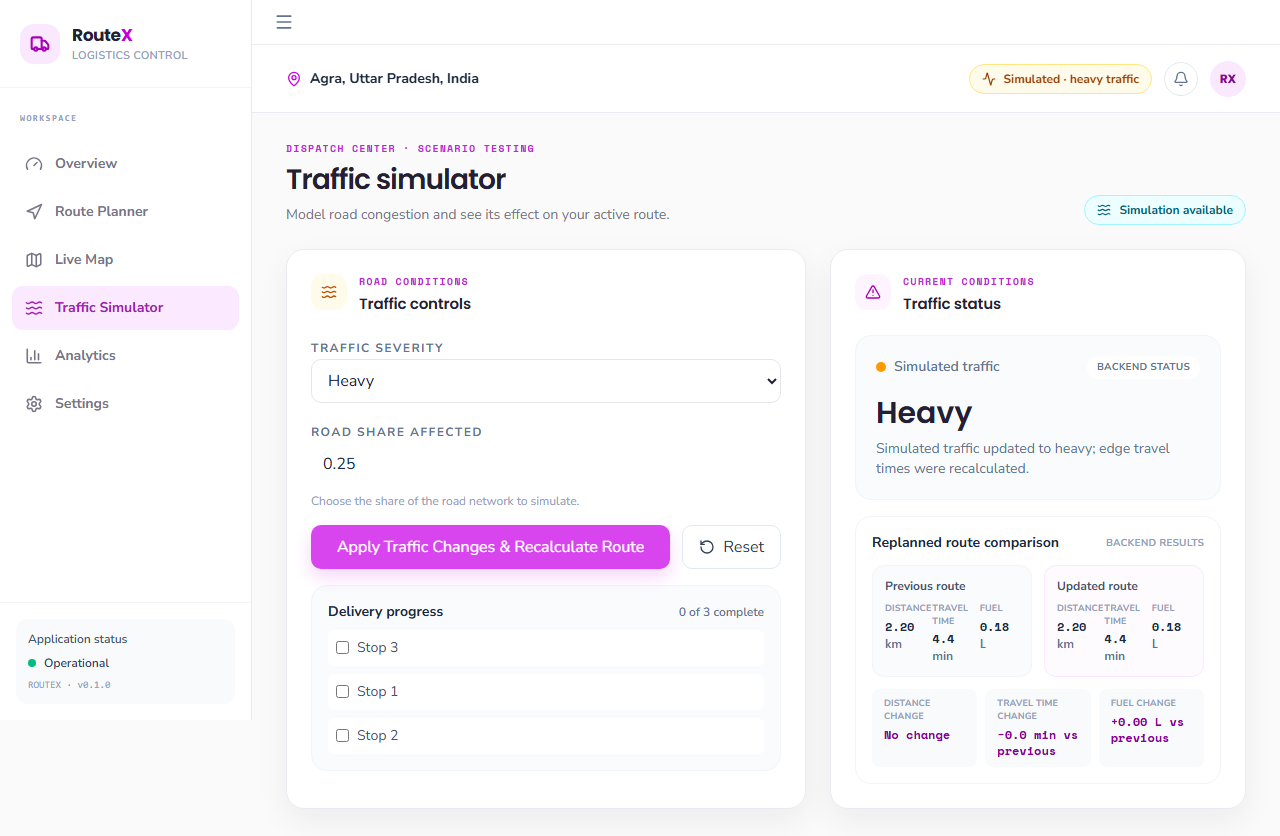 RouteX
LOGISTICS CONTROL
WORKSPACE
Overview
Route Planner
Live Map
Traffic Simulator
Analytics
Settings
Application status
Operational
ROUTEX · v0.1.0
Agra, Uttar Pradesh, India
Simulated · heavy traffic
RX
DISPATCH CENTER · SCENARIO TESTING
Traffic simulator
Model road congestion and see its effect on your active route.
Simulation available
ROAD CONDITIONS
Traffic controls
TRAFFIC SEVERITY
Heavy
ROAD SHARE AFFECTED
0.25
Choose the share of the road network to simulate.
Apply Traffic Changes & Recalculate Route
Reset
Delivery progress
0 of 3 complete
Stop 3
Stop 1
Stop 2
CURRENT CONDITIONS
Traffic status
Simulated traffic
BACKEND STATUS
Heavy
Simulated traffic updated to heavy; edge travel
times were recalculated.
Replanned route comparison
BACKEND RESULTS
Previous route
DISTANCE
2.20
km
TRAVEL
TIME
4.4
min
FUEL
0.18
L
Updated route
DISTANCE
2.20
km
TRAVEL
TIME
4.4
min
FUEL
0.18
L
DISTANCE
CHANGE
No change
TRAVEL TIME
CHANGE
-0.0 min vs
previous
FUEL CHANGE
+0.00 L vs
previous